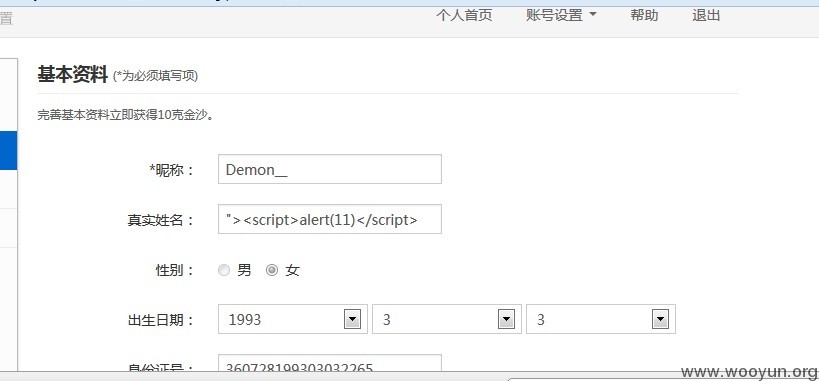 置
个人首页 账号设置 帮助 退出
基本资料 (*为必须填写项)
完善基本资料立即获得10克金沙。
*昵称： Demon__
真实姓名： "><script>alert(11)</script>
性别： 男 女
出生日期： 1993 3 3
身份证号： 360728199303032265
www.wooyun.org